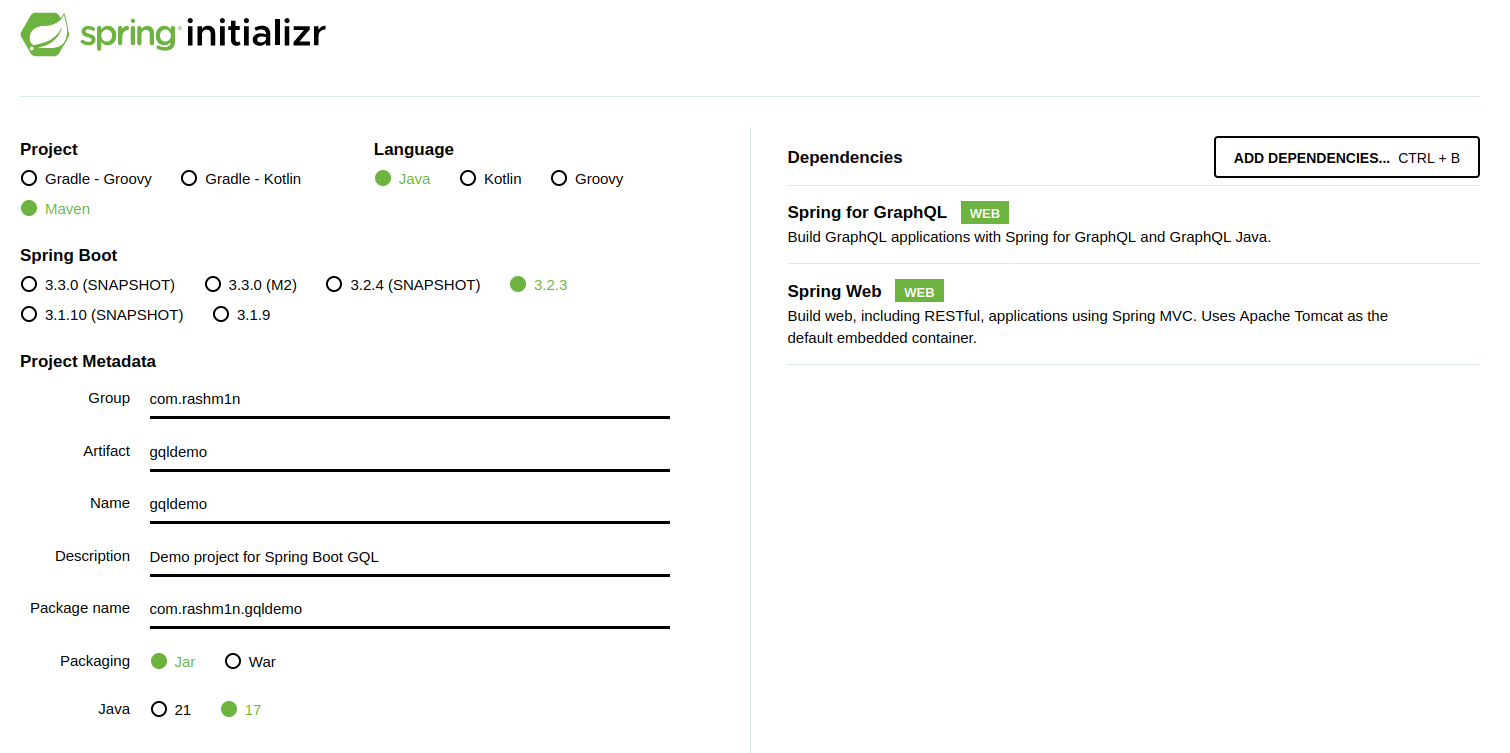 spring initializr
Project
Gradle - Groovy Gradle - Kotlin
Maven
Language
Java Kotlin Groovy
Spring Boot
3.3.0 (SNAPSHOT) 3.3.0 (M2) 3.2.4 (SNAPSHOT) 3.2.3
3.1.10 (SNAPSHOT) 3.1.9
Project Metadata
Group com.rashm1n
Artifact gqldemo
Name gqldemo
Description Demo project for Spring Boot GQL
Package name com.rashm1n.gqldemo
Packaging Jar War
Java 21 17
Dependencies ADD DEPENDENCIES... CTRL + B
Spring for GraphQL WEB
Build GraphQL applications with Spring for GraphQL and GraphQL Java.
Spring Web WEB
Build web, including RESTful, applications using Spring MVC. Uses Apache Tomcat as the
default embedded container.